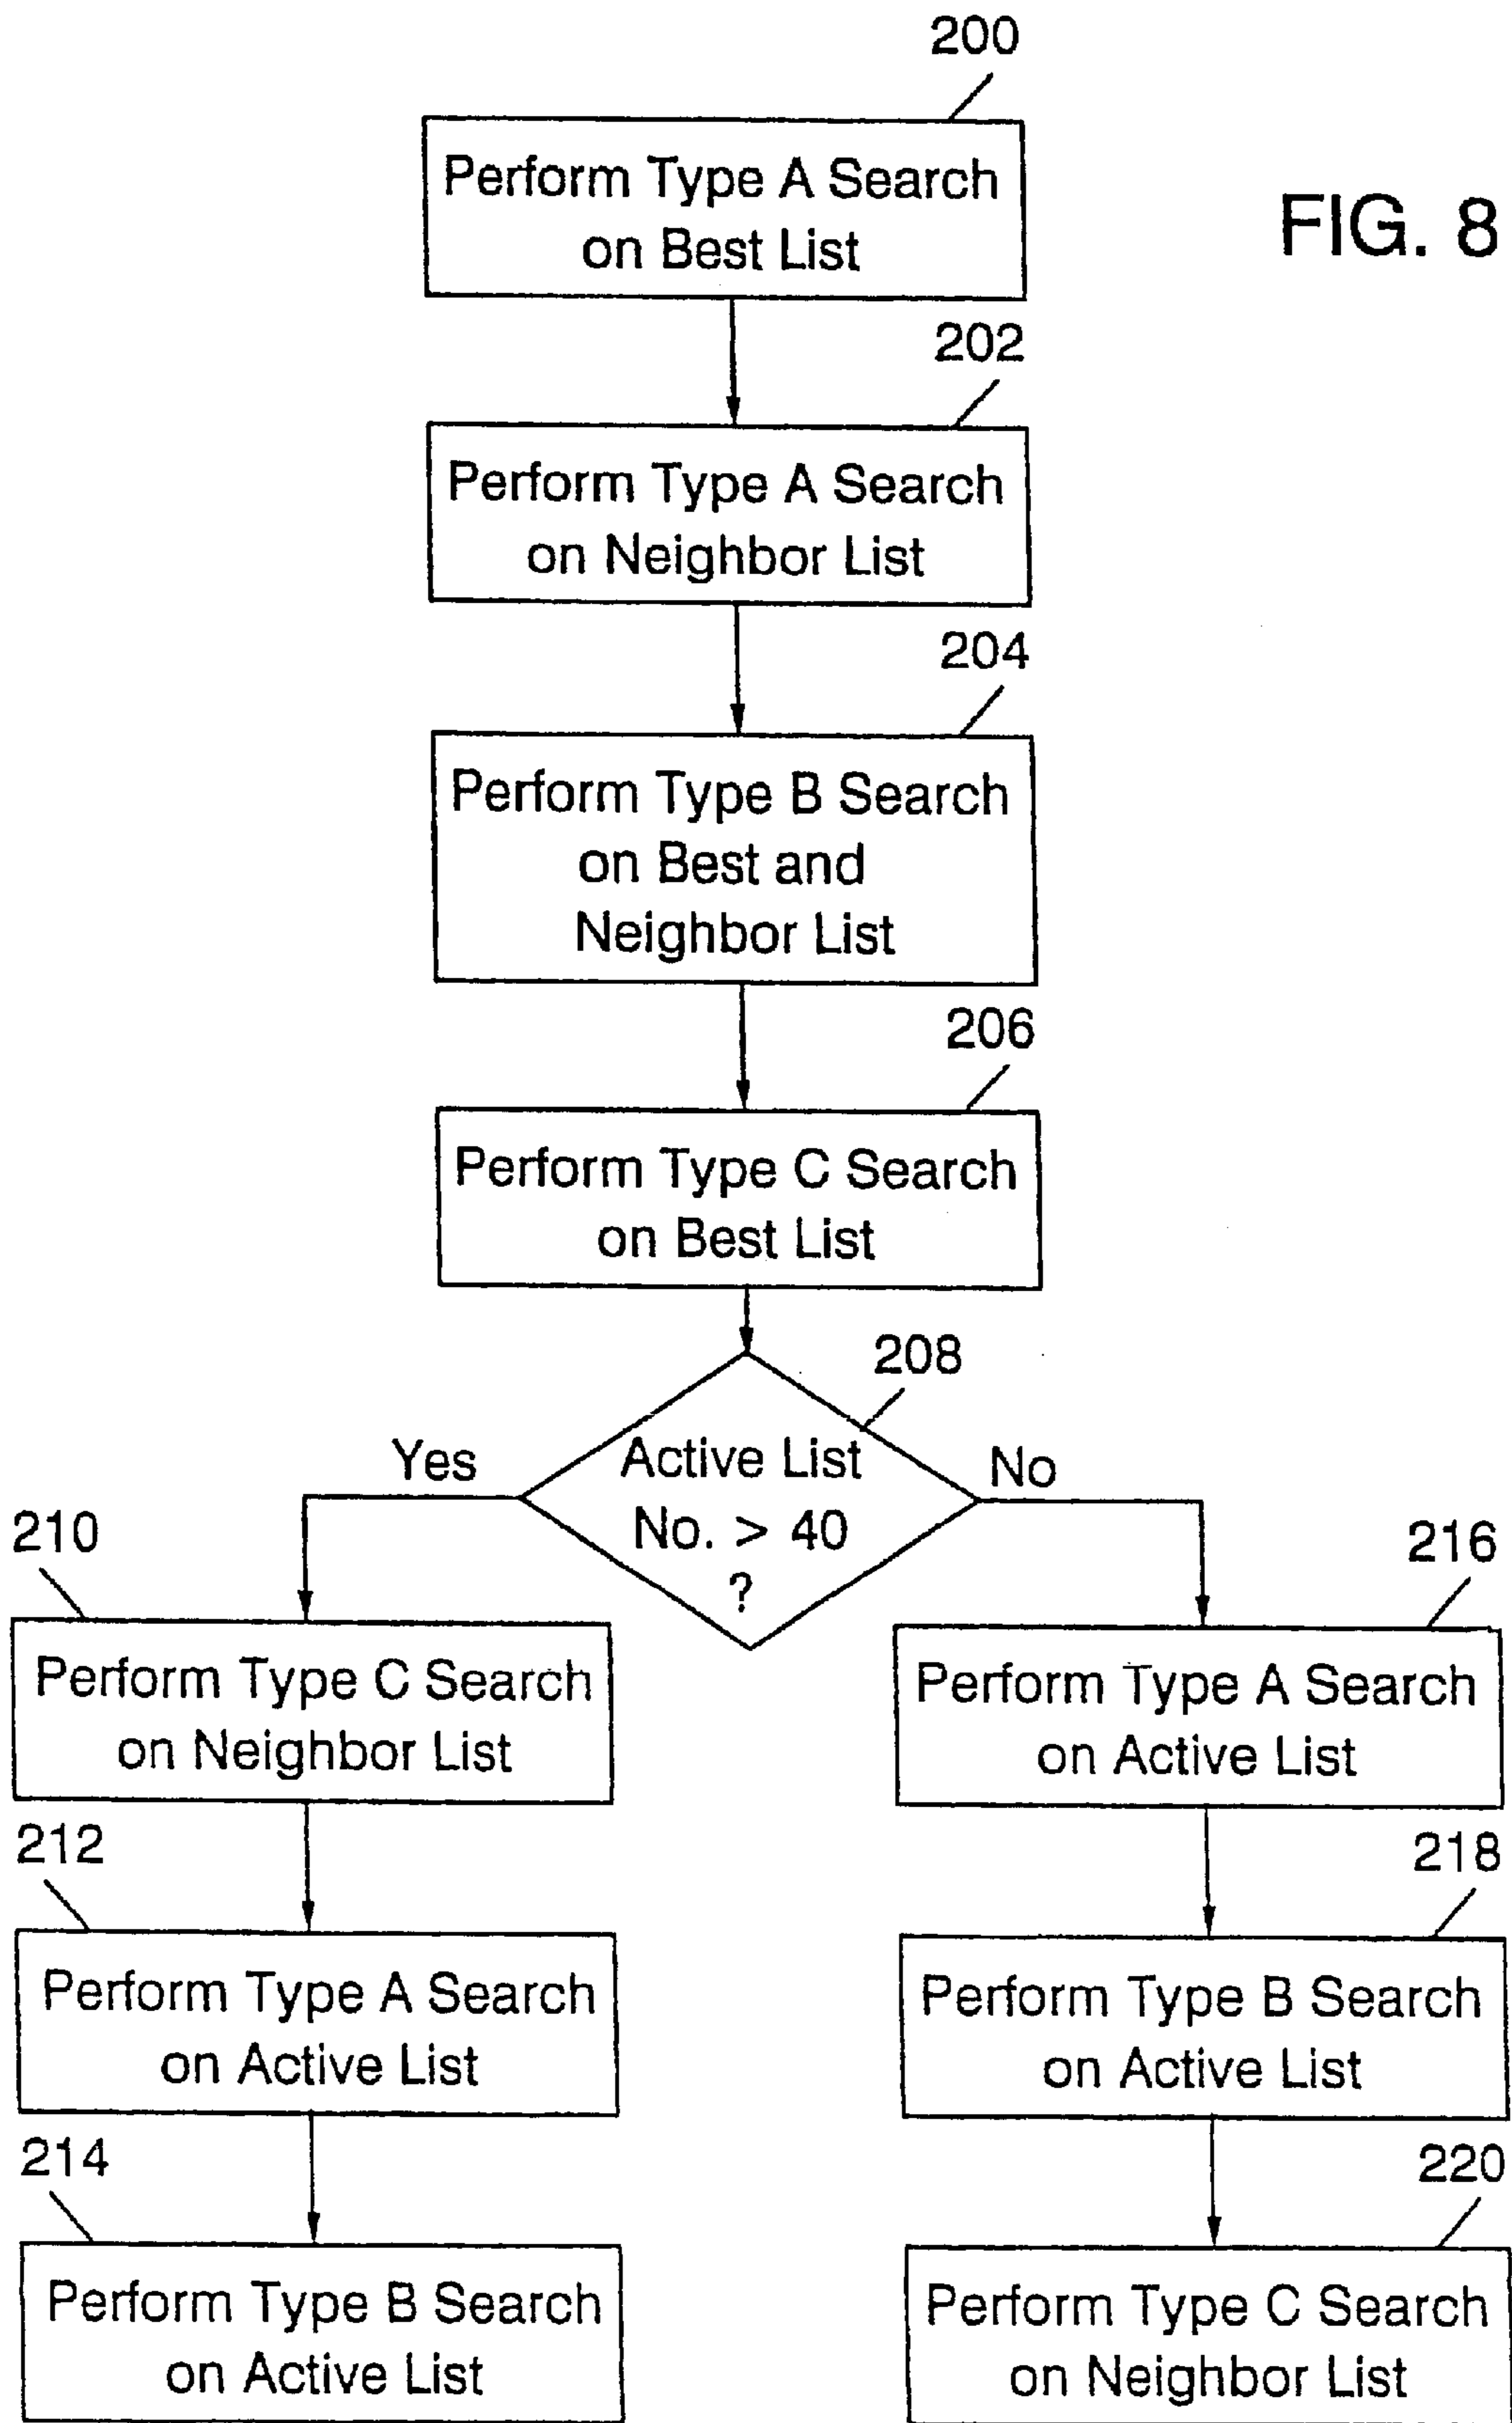 200
Perform Type A Search
on Best List
FIG. 8
202
Perform Type A Search
on Neighbor List
204
Perform Type B Search
on Best and
Neighbor List
206
Perform Type C Search
on Best List
208
Active List
No. > 40
?
Yes
No
210
Perform Type C Search
on Neighbor List
212
Perform Type A Search
on Active List
214
Perform Type B Search
on Active List
216
Perform Type A Search
on Active List
218
Perform Type B Search
on Active List
220
Perform Type C Search
on Neighbor List